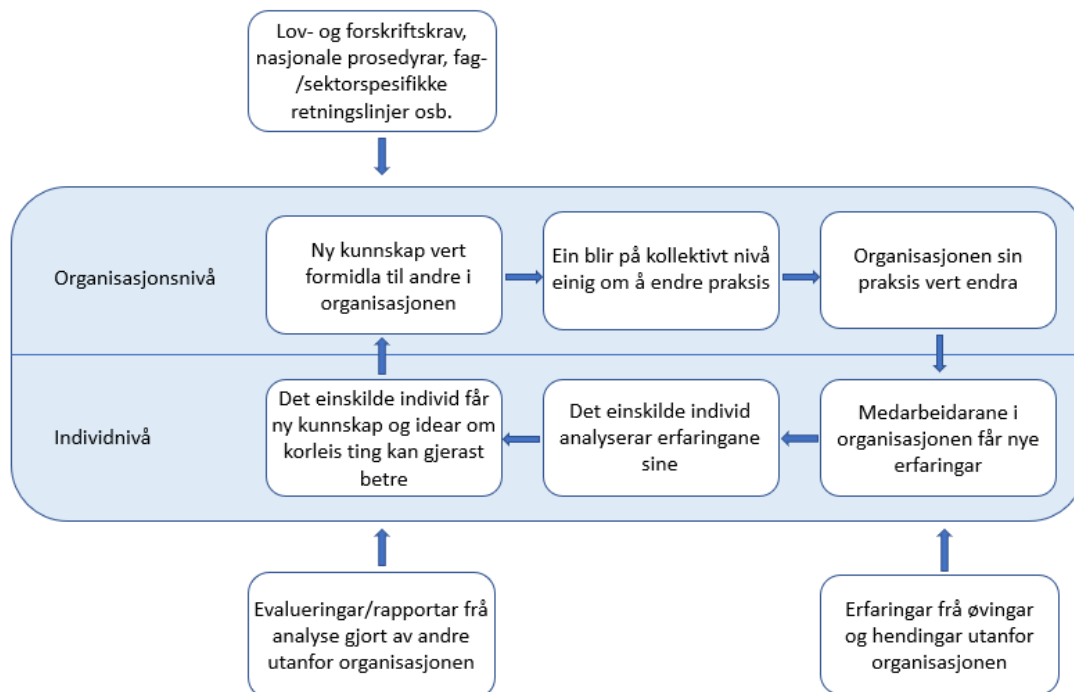 Lov- og forskriftskrav,
nasjonale prosedyrar, fag-
/sektorspesifikke
retningslinjer osb.
Organisasjonsnivå
Ny kunnskap vert
formidla til andre i
organisasjonen
Ein blir på kollektivt nivå
einig om å endre praksis
Organisasjonen sin
praksis vert endra
Individnivå
Det einskilde individ får
ny kunnskap og idear om
korleis ting kan gjerast
betre
Det einskilde individ
analyserar erfaringane
sine
Medarbeidarane i
organisasjonen får nye
erfaringar
Evalueringar/rapportar frå
analyse gjort av andre
utanfor organisasjonen
Erfaringar frå øvingar
og hendingar utanfor
organisasjonen